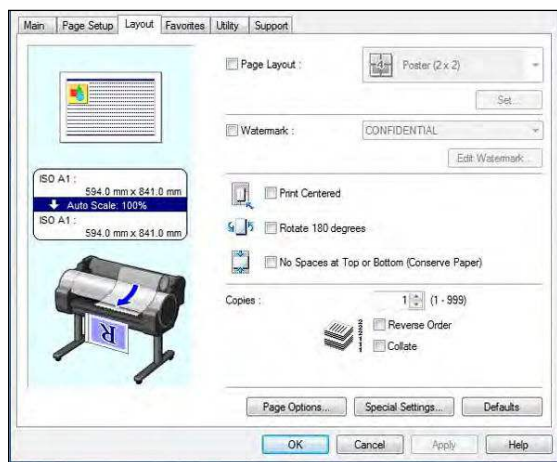 Main Page Setup Layout Favorites Utility Support
Page Layout : Poster (2 x 2)
Set...
Watermark : CONFIDENTIAL
Edit Watermark...
ISO A1 :
594.0 mm x 841.0 mm
Auto Scale: 100%
ISO A1 :
594.0 mm x 841.0 mm
Print Centered
Rotate 180 degrees
No Spaces at Top or Bottom (Conserve Paper)
Copies : 1 (1 - 999)
Reverse Order
Collate
R
Page Options... Special Settings... Defaults
OK Cancel Apply Help